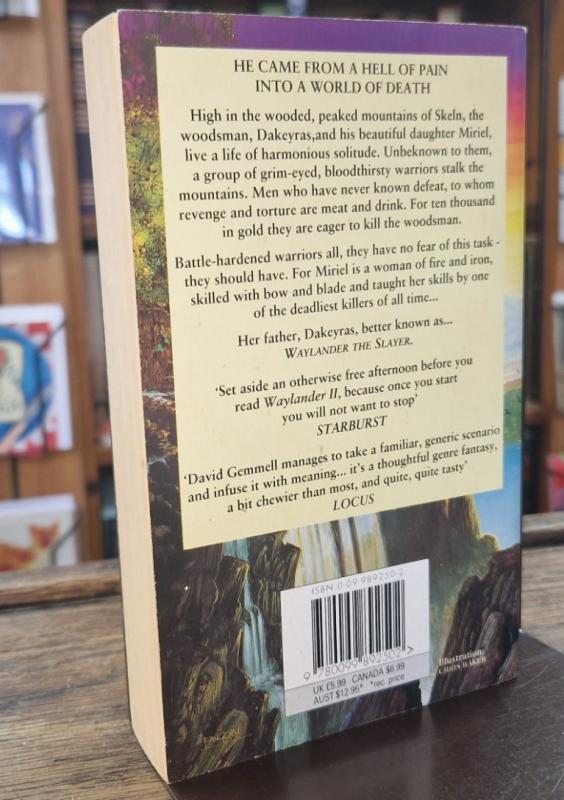 HE CAME FROM A HELL OF PAIN
INTO A WORLD OF DEATH
High in the wooded, peaked mountains of Skeln, the
woodsman, Dakeyras,and his beautiful daughter Miriel,
live a life of harmonious solitude. Unbeknown to them,
a group of grim-eyed, bloodthirsty warriors stalk the
mountains. Men who have never known defeat, to whom
revenge and torture are meat and drink. For ten thousand
in gold they are eager to kill the woodsman.
Battle-hardened warriors all, they have no fear of this task -
they should have. For Miriel is a woman of fire and iron,
skilled with bow and blade and taught her skills by one
of the deadliest killers of all time...
Her father, Dakeyras, better known as...
WAYLANDER THE SLAYER.
‘Set aside an otherwise free afternoon before you
read Waylander II, because once you start
you will not want to stop’
STARBURST
‘David Gemmell manages to take a familiar, generic scenario
and infuse it with meaning... it's a thoughtful genre fantasy,
a bit chewier than most, and quite, quite tasty’
LOCUS
ISBN 0-09-989250-2
9 780099 892502 >
UK £5.99 CANADA $8.99
AUST $12.95* *rec. price
Illustration:
CHRIS BAKER